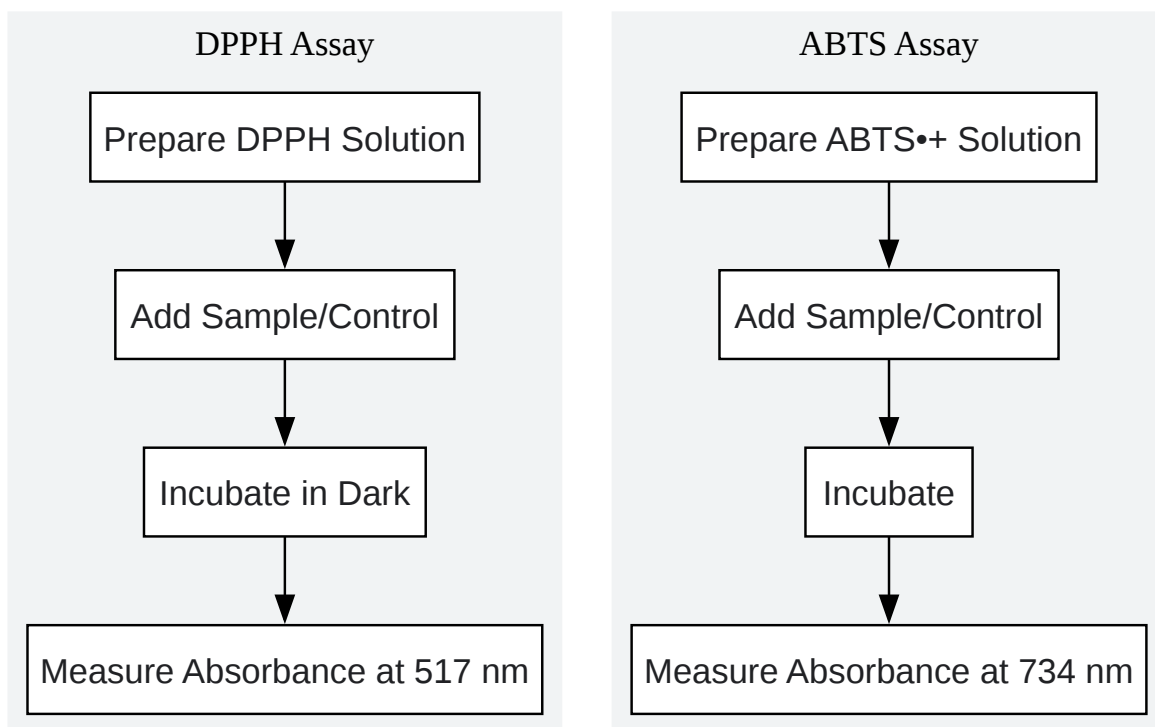 DPPH Assay
Prepare DPPH Solution
Add Sample/Control
Incubate in Dark
Measure Absorbance at 517 nm
ABTS Assay
Prepare ABTS•+ Solution
Add Sample/Control
Incubate
Measure Absorbance at 734 nm